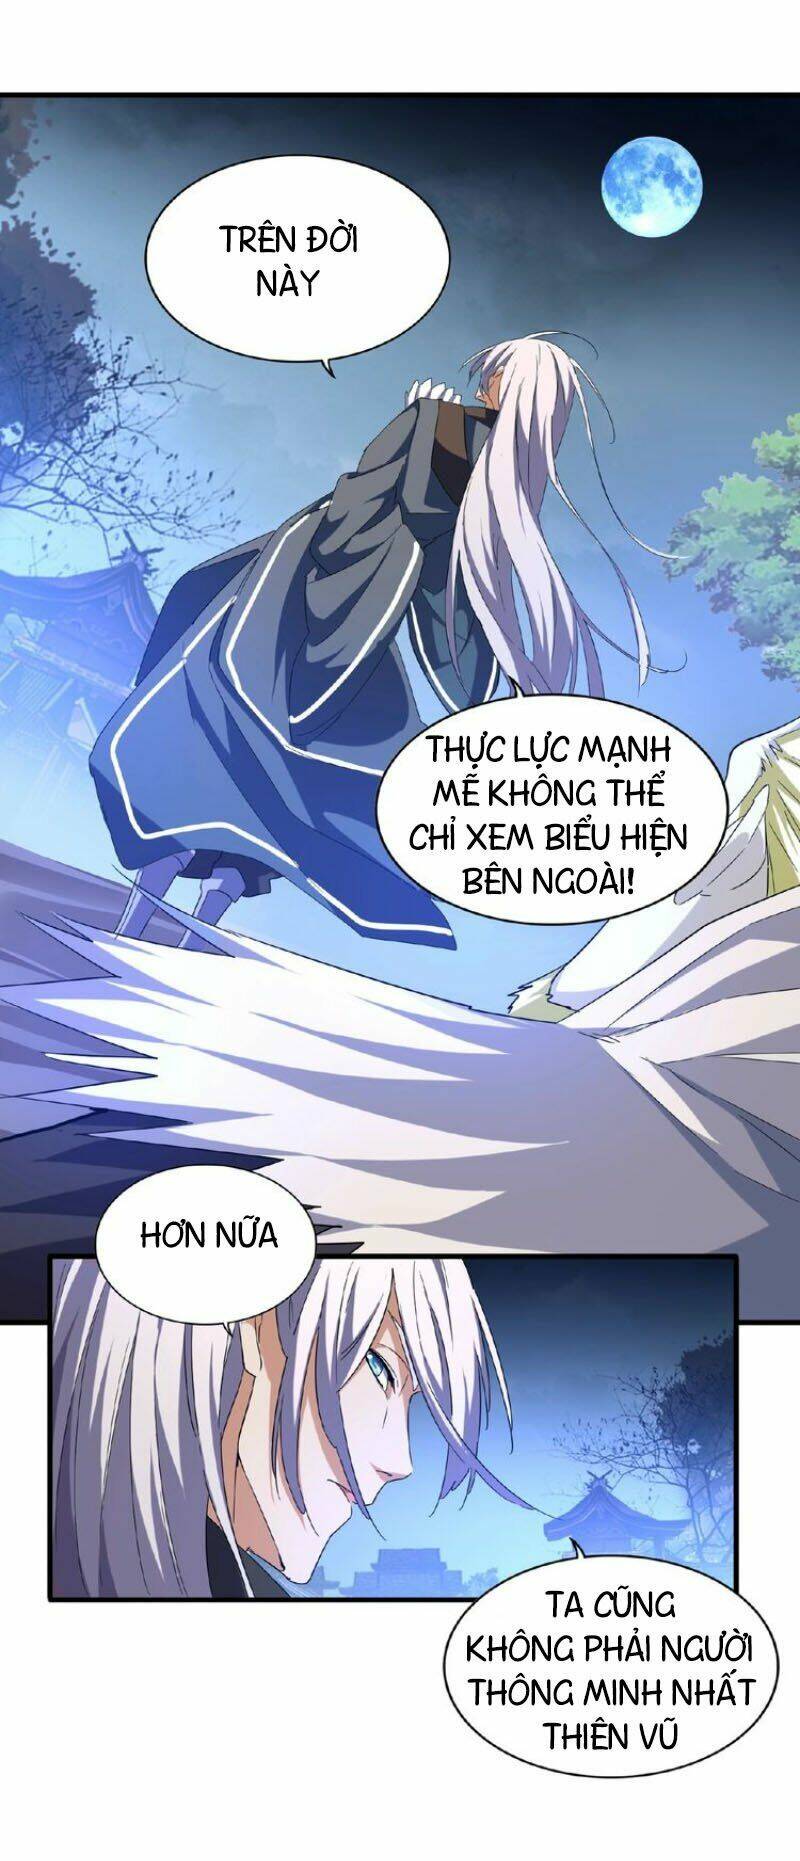 TRÊN ĐỜI
NÀY
THỰC LỰC MẠNH
MẼ KHÔNG THỂ
CHỈ XEM BIỂU HIỆN
BÊN NGOÀI!
HƠN NỮA
TA CŨNG
KHÔNG PHẢI NGƯỜI
THÔNG MINH NHẤT
THIÊN VŨ